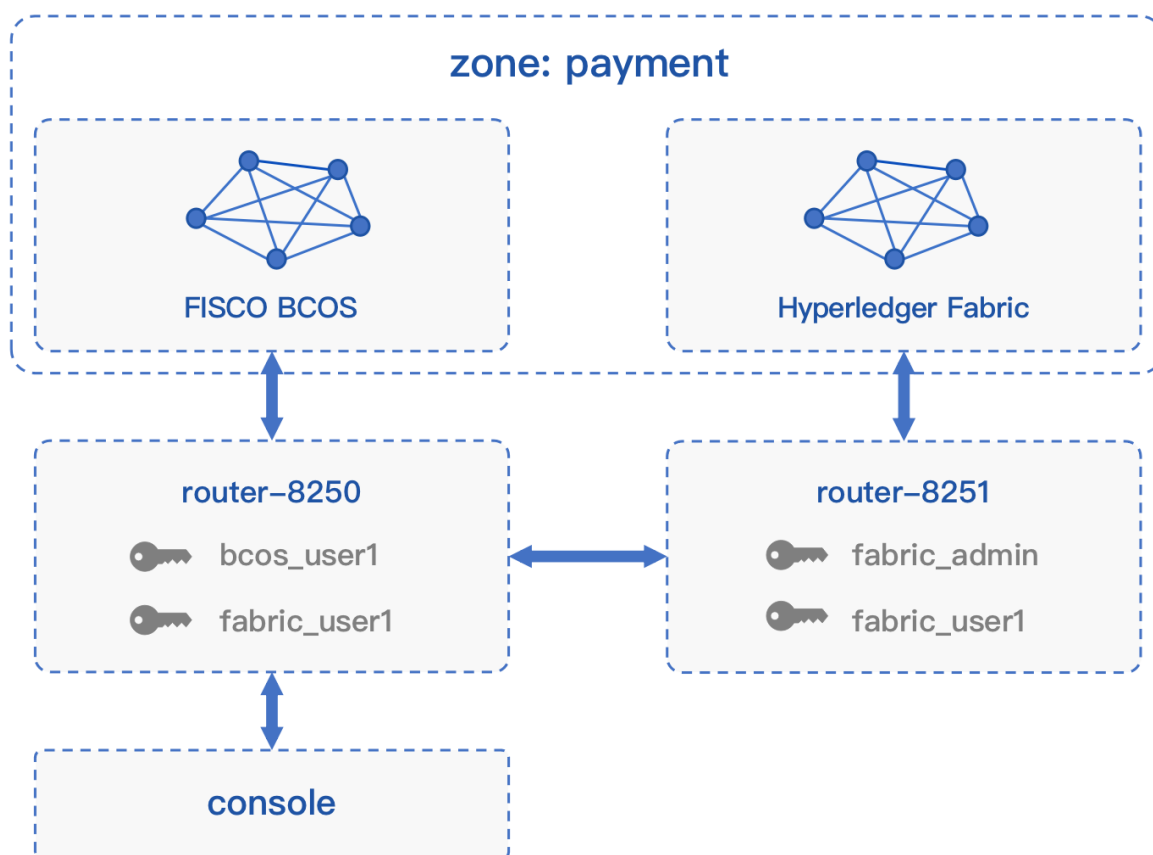 zone: payment
FISCO BCOS
Hyperledger Fabric
router-8250
bcos_user1
fabric_user1
router-8251
fabric_admin
fabric_user1
console